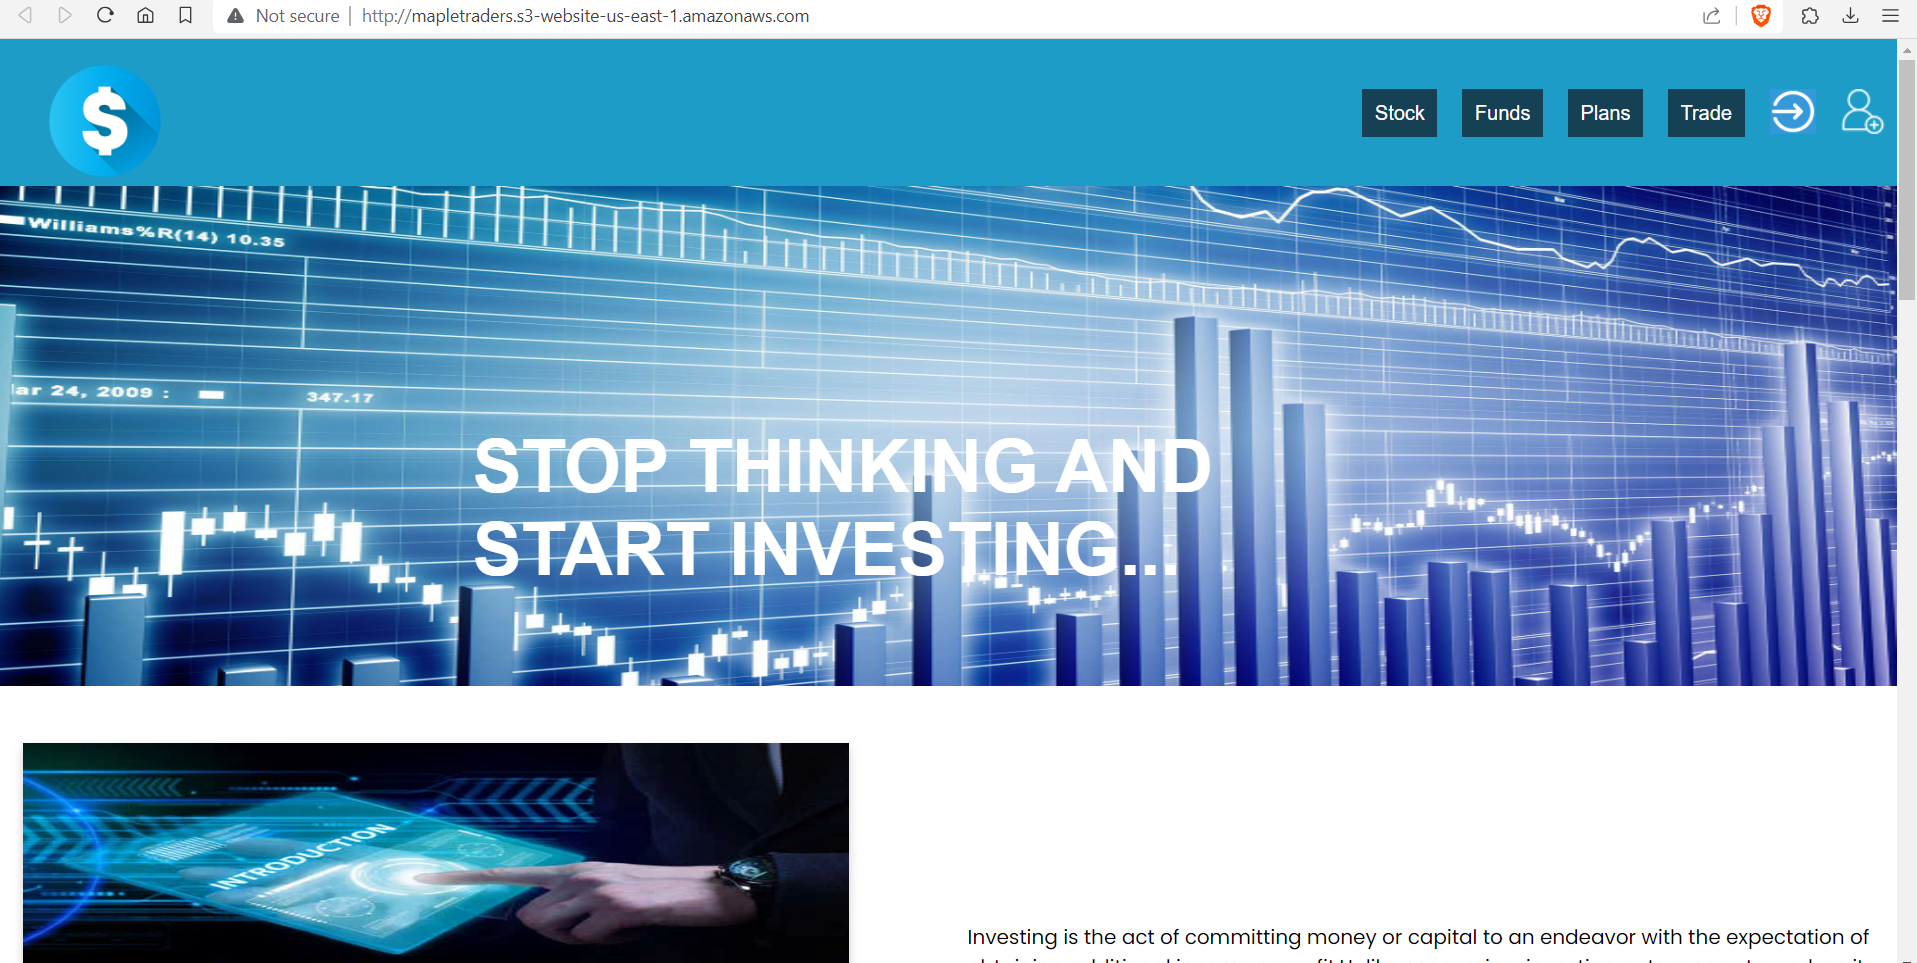 Not secure | http://mapletraders.s3-website-us-east-1.amazonaws.com
$
Stock Funds Plans Trade
Williams%R(14) 10.35
ar 24, 2009 : 347.17
STOP THINKING AND
START INVESTING...
INTRODUCTION
Investing is the act of committing money or capital to an endeavor with the expectation of